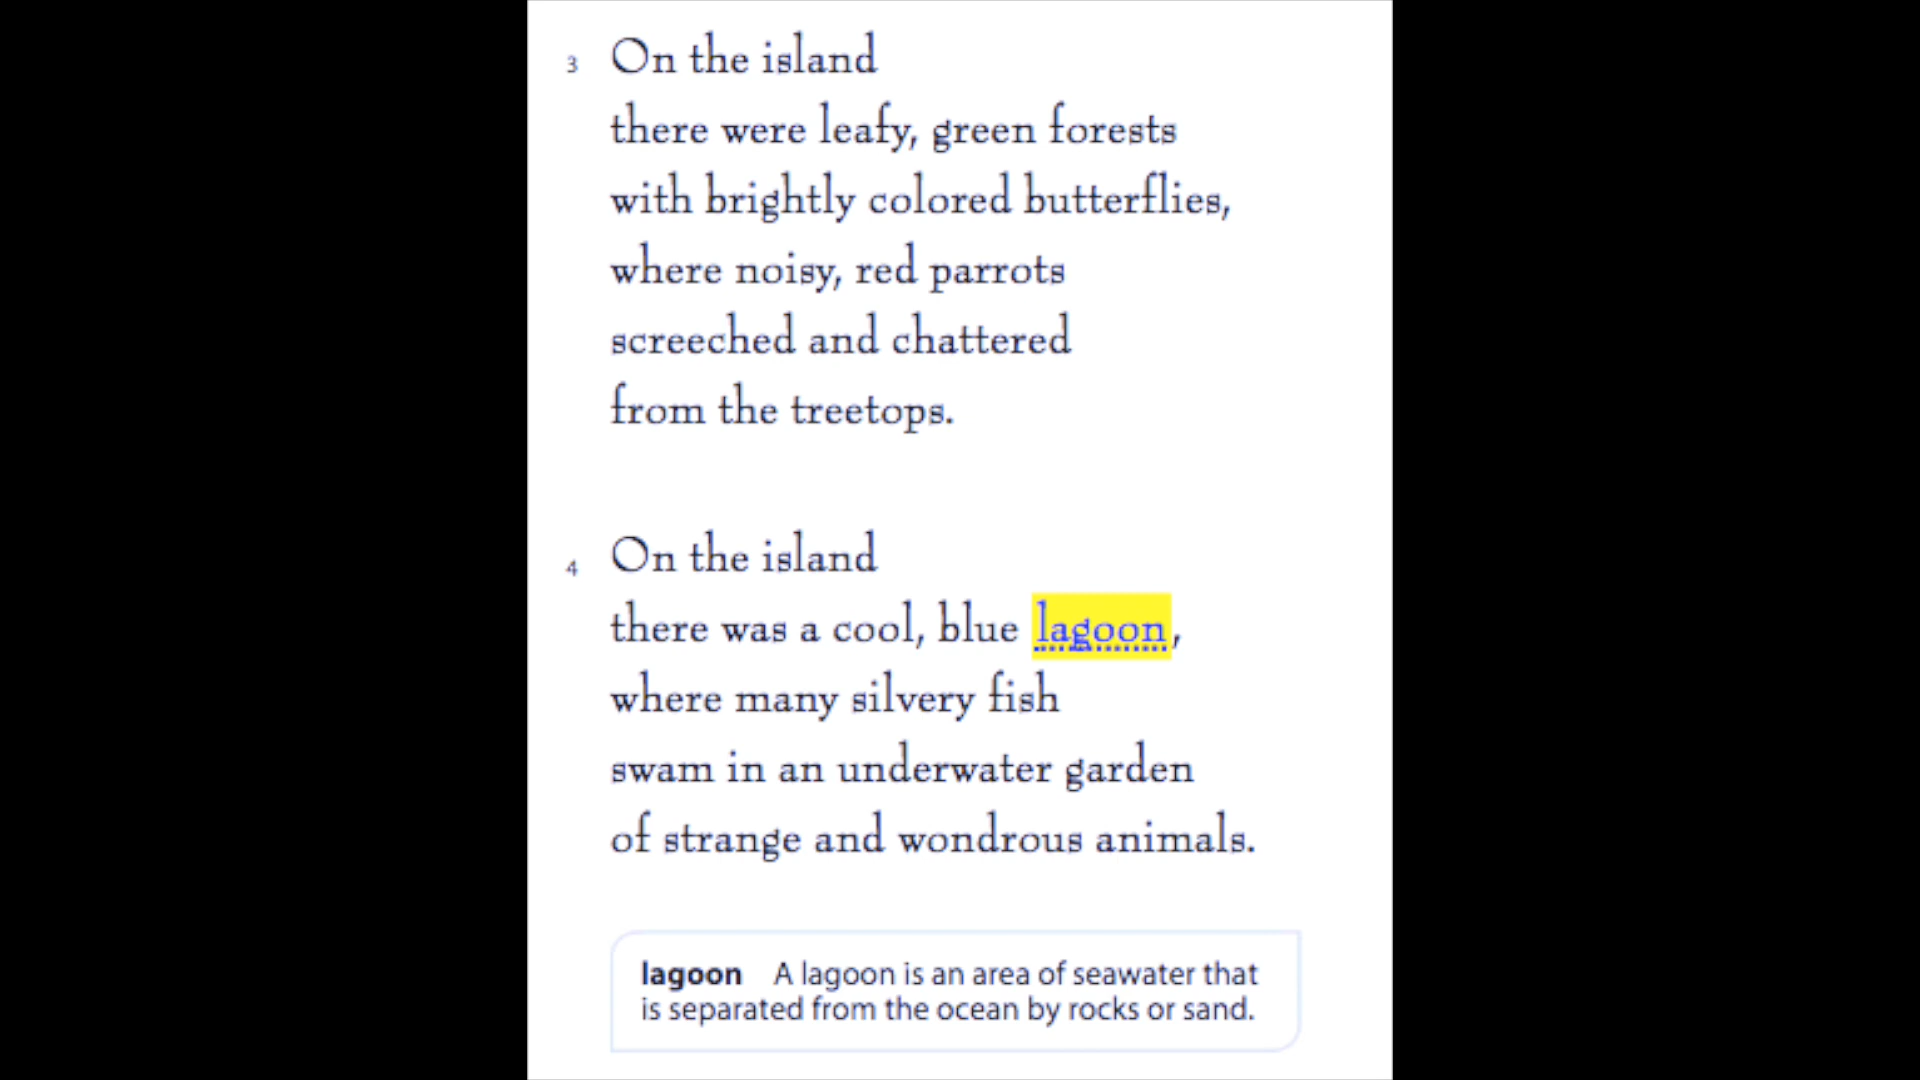 3 On the island
there were leafy, green forests
with brightly colored butterflies,
where noisy, red parrots
screeched and chattered
from the treetops.
4 On the island
there was a cool, blue lagoon,
where many silvery fish
swam in an underwater garden
of strange and wondrous animals.
lagoon A lagoon is an area of seawater that
is separated from the ocean by rocks or sand.